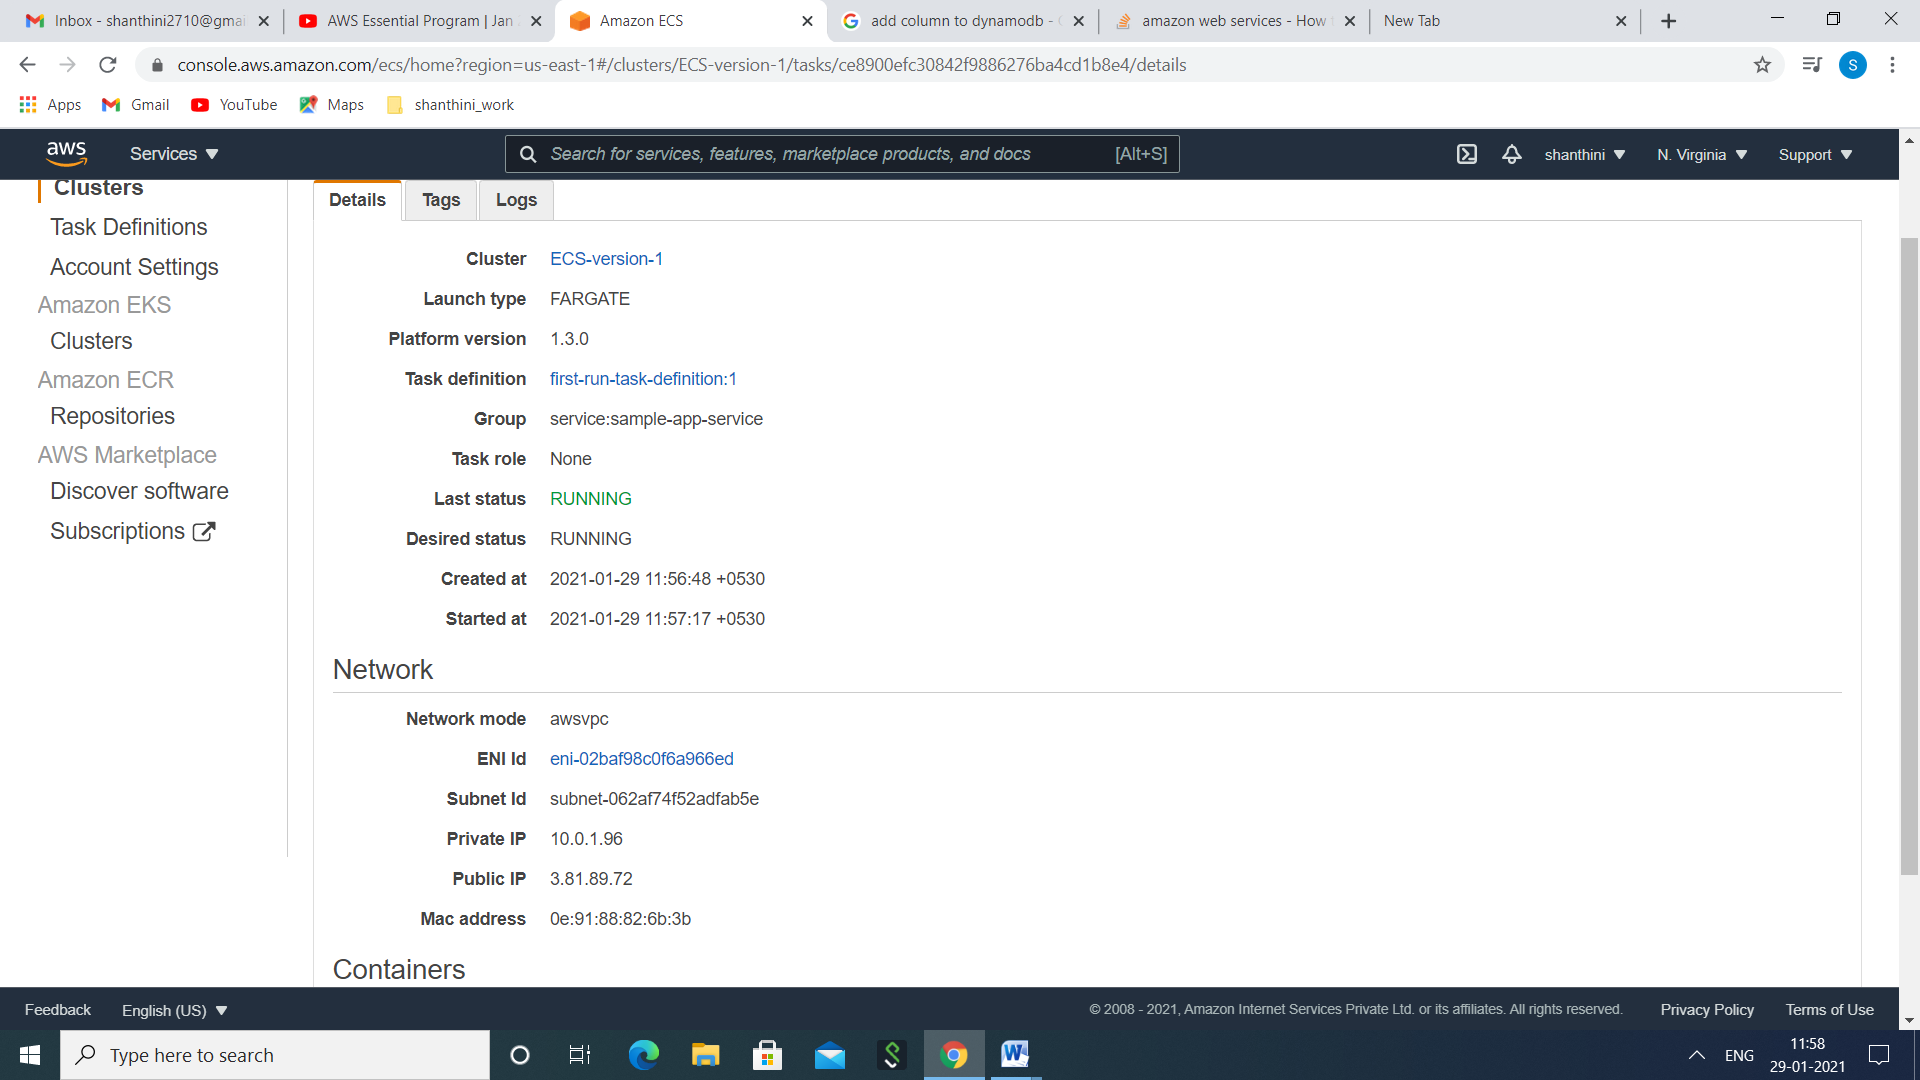 Inbox - shanthini2710@gmai
AWS Essential Program | Jan
Amazon ECS
add column to dynamodb -
amazon web services - How
New Tab
console.aws.amazon.com/ecs/home?region=us-east-1#/clusters/ECS-version-1/tasks/ce8900efc30842f9886276ba4cd1b8e4/details
S
Apps
Gmail
YouTube
Maps
shanthini_work
aws
Services
Search for services, features, marketplace products, and docs
[Alt+S]
shanthini
N. Virginia
Support
Clusters
Task Definitions
Account Settings
Amazon EKS
Clusters
Amazon ECR
Repositories
AWS Marketplace
Discover software
Subscriptions
Details
Tags
Logs
Cluster ECS-version-1
Launch type FARGATE
Platform version 1.3.0
Task definition first-run-task-definition:1
Group service:sample-app-service
Task role None
Last status RUNNING
Desired status RUNNING
Created at 2021-01-29 11:56:48 +0530
Started at 2021-01-29 11:57:17 +0530
Network
Network mode awsvpc
ENI Id eni-02baf98c0f6a966ed
Subnet Id subnet-062af74f52adfab5e
Private IP 10.0.1.96
Public IP 3.81.89.72
Mac address 0e:91:88:82:6b:3b
Containers
Feedback
English (US)
© 2008 - 2021, Amazon Internet Services Private Ltd. or its affiliates. All rights reserved.
Privacy Policy
Terms of Use
Type here to search
ENG
11:58
29-01-2021